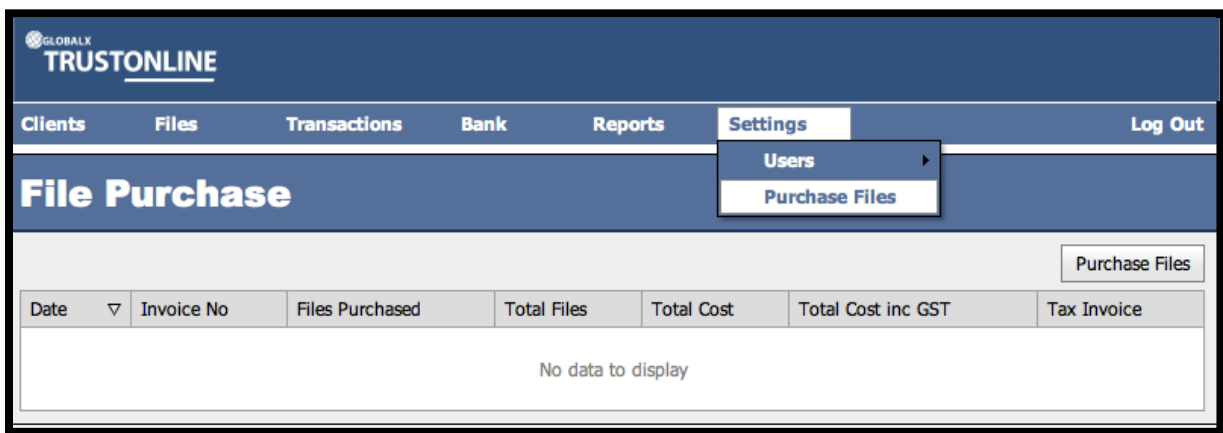 GLOBALX
TRUSTONLINE
Clients Files Transactions Bank Reports Settings Log Out
Users
File Purchase
Purchase Files
Purchase Files
Date Invoice No Files Purchased Total Files Total Cost Total Cost inc GST Tax Invoice
No data to display